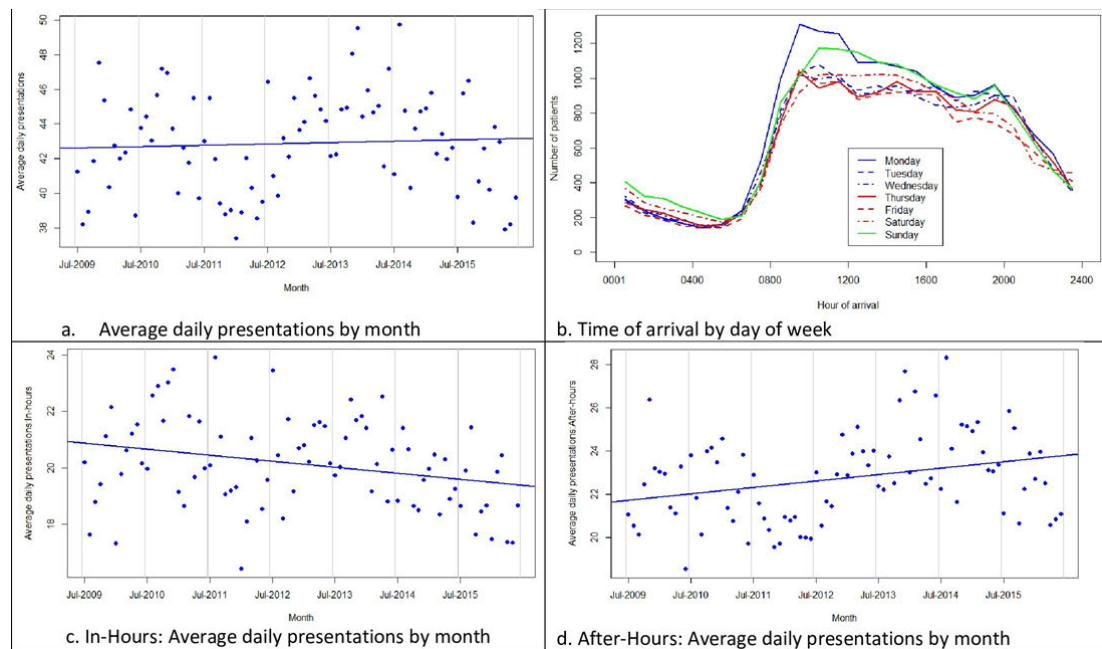 50
48
46
44
42
40
38
Average daily presentations
Jul-2009 Jul-2010 Jul-2011 Jul-2012 Jul-2013 Jul-2014 Jul-2015
Month
a. Average daily presentations by month
1200
1000
800
600
400
200
0
Number of patients
Monday
Tuesday
Wednesday
Thursday
Friday
Saturday
Sunday
0001 0400 0800 1200 1600 2000 2400
Hour of arrival
b. Time of arrival by day of week
24
22
20
18
Average daily presentations In-hours
Jul-2009 Jul-2010 Jul-2011 Jul-2012 Jul-2013 Jul-2014 Jul-2015
Month
c. In-Hours: Average daily presentations by month
28
26
24
22
20
Average daily presentations After-hours
Jul-2009 Jul-2010 Jul-2011 Jul-2012 Jul-2013 Jul-2014 Jul-2015
Month
d. After-Hours: Average daily presentations by month